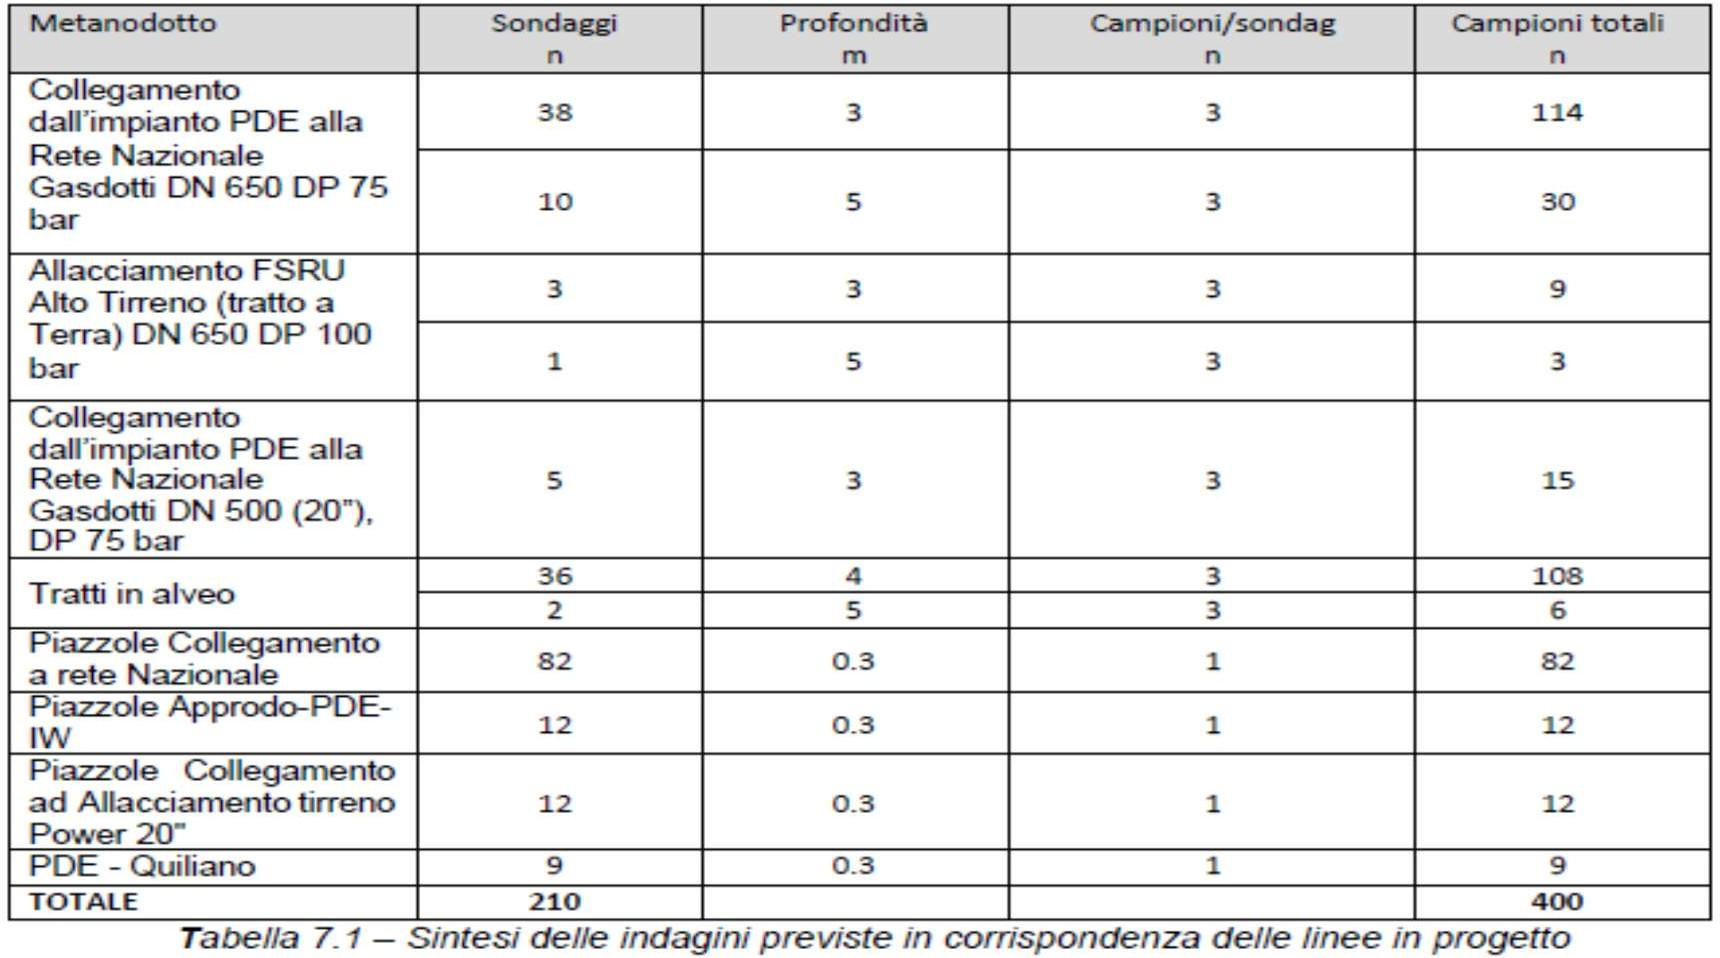 Metanodotto Sondaggi Profondità Campioni/sondag Campioni totali
n m n n
Collegamento
dall'impianto PDE alla
Rete Nazionale
Gasdotti DN 650 DP 75
bar
38 3 3 114
10 5 3 30
Allacciamento FSRU
Alto Tirreno (tratto a
Terra) DN 650 DP 100
bar
3 3 3 9
1 5 3 3
Collegamento
dall'impianto PDE alla
Rete Nazionale
Gasdotti DN 500 (20"),
DP 75 bar
5 3 3 15
Tratti in alveo
36 4 3 108
2 5 3 6
Piazzole Collegamento
a rete Nazionale
82 0.3 1 82
Piazzole Approdo-PDE-
IW
12 0.3 1 12
Piazzole Collegamento
ad Allacciamento tirreno
Power 20"
12 0.3 1 12
PDE - Quiliano 9 0.3 1 9
TOTALE 210 400
Tabella 7.1 – Sintesi delle indagini previste in corrispondenza delle linee in progetto